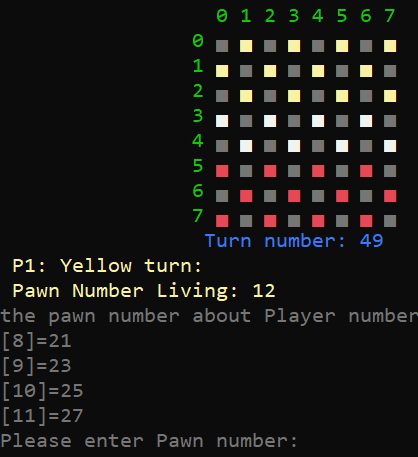 0 1 2 3 4 5 6 7
0
1
2
3
4
5
6
7
Turn number: 49
P1: Yellow turn:
Pawn Number Living: 12
the pawn number about Player number
[8]=21
[9]=23
[10]=25
[11]=27
Please enter Pawn number: